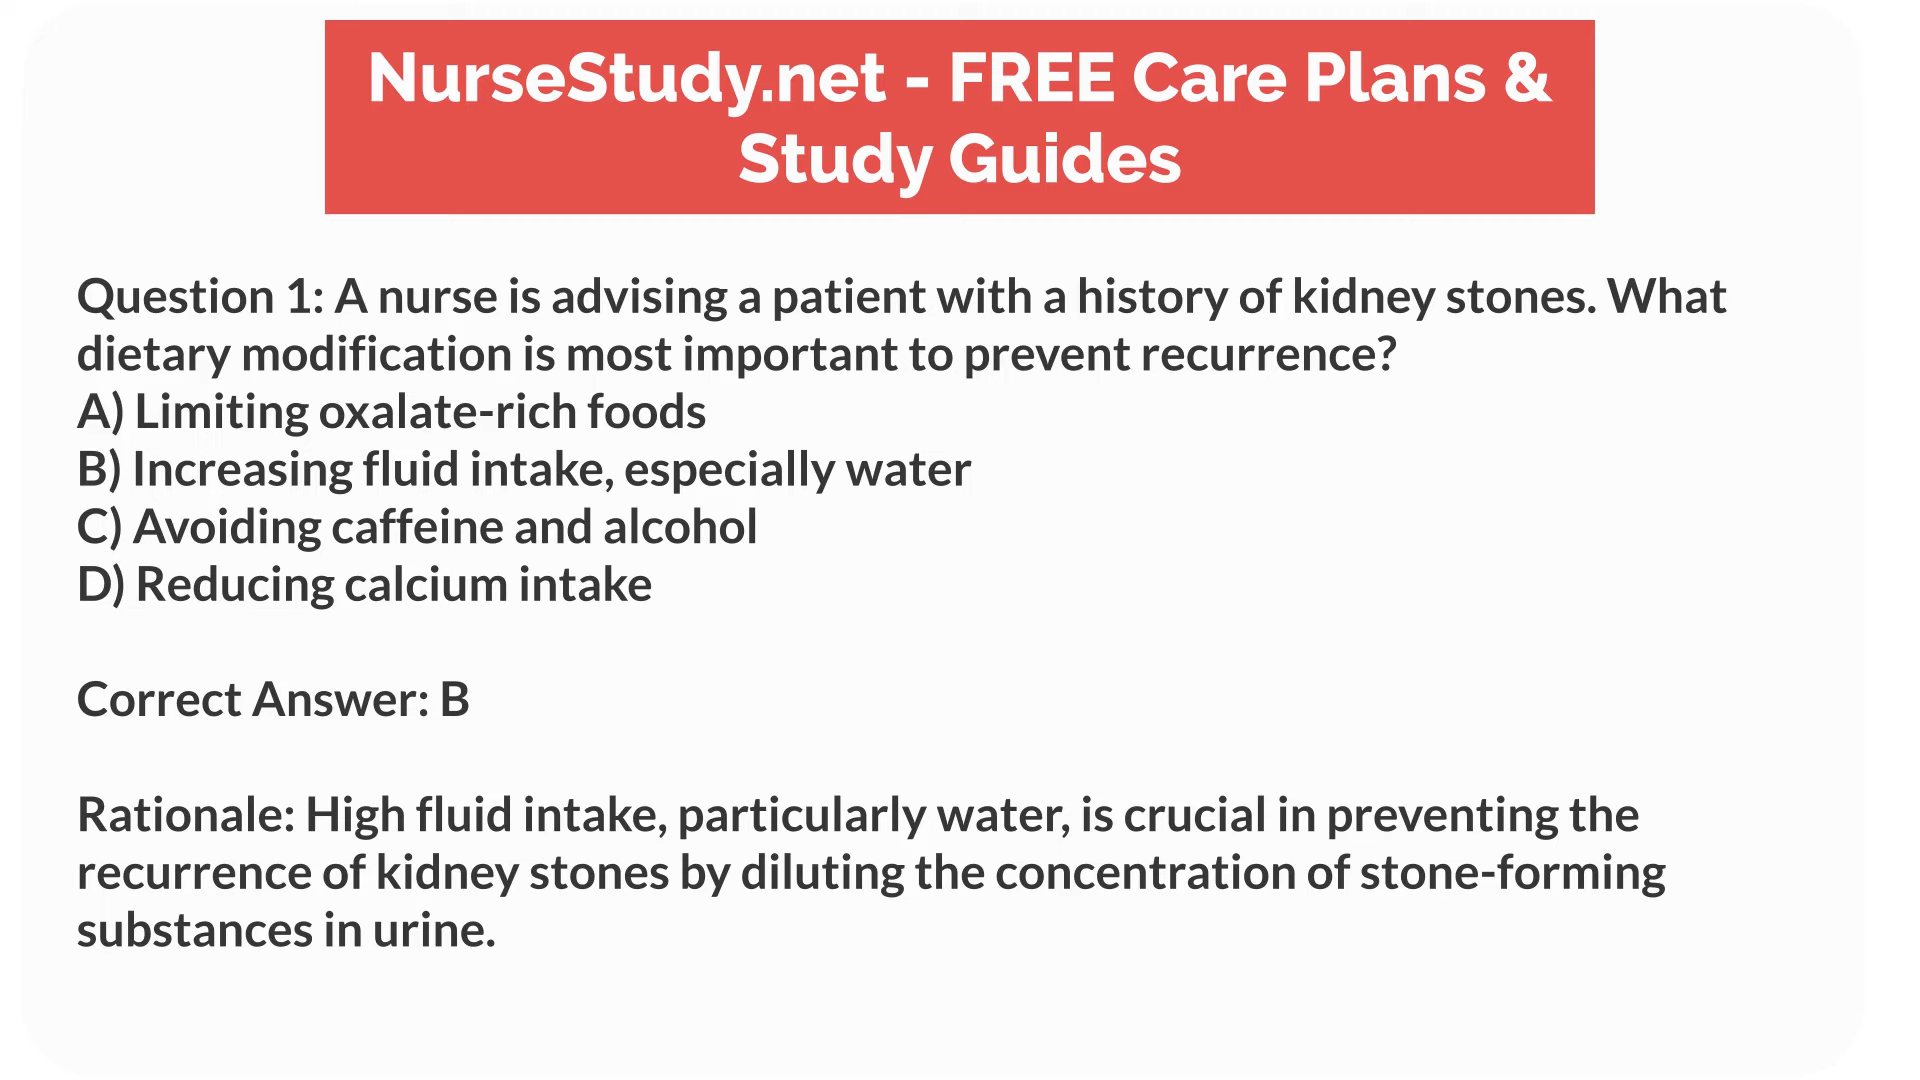 NurseStudy.net - FREE Care Plans &
Study Guides
Question 1: A nurse is advising a patient with a history of kidney stones. What
dietary modification is most important to prevent recurrence?
A) Limiting oxalate-rich foods
B) Increasing fluid intake, especially water
C) Avoiding caffeine and alcohol
D) Reducing calcium intake
Correct Answer: B
Rationale: High fluid intake, particularly water, is crucial in preventing the
recurrence of kidney stones by diluting the concentration of stone-forming
substances in urine.